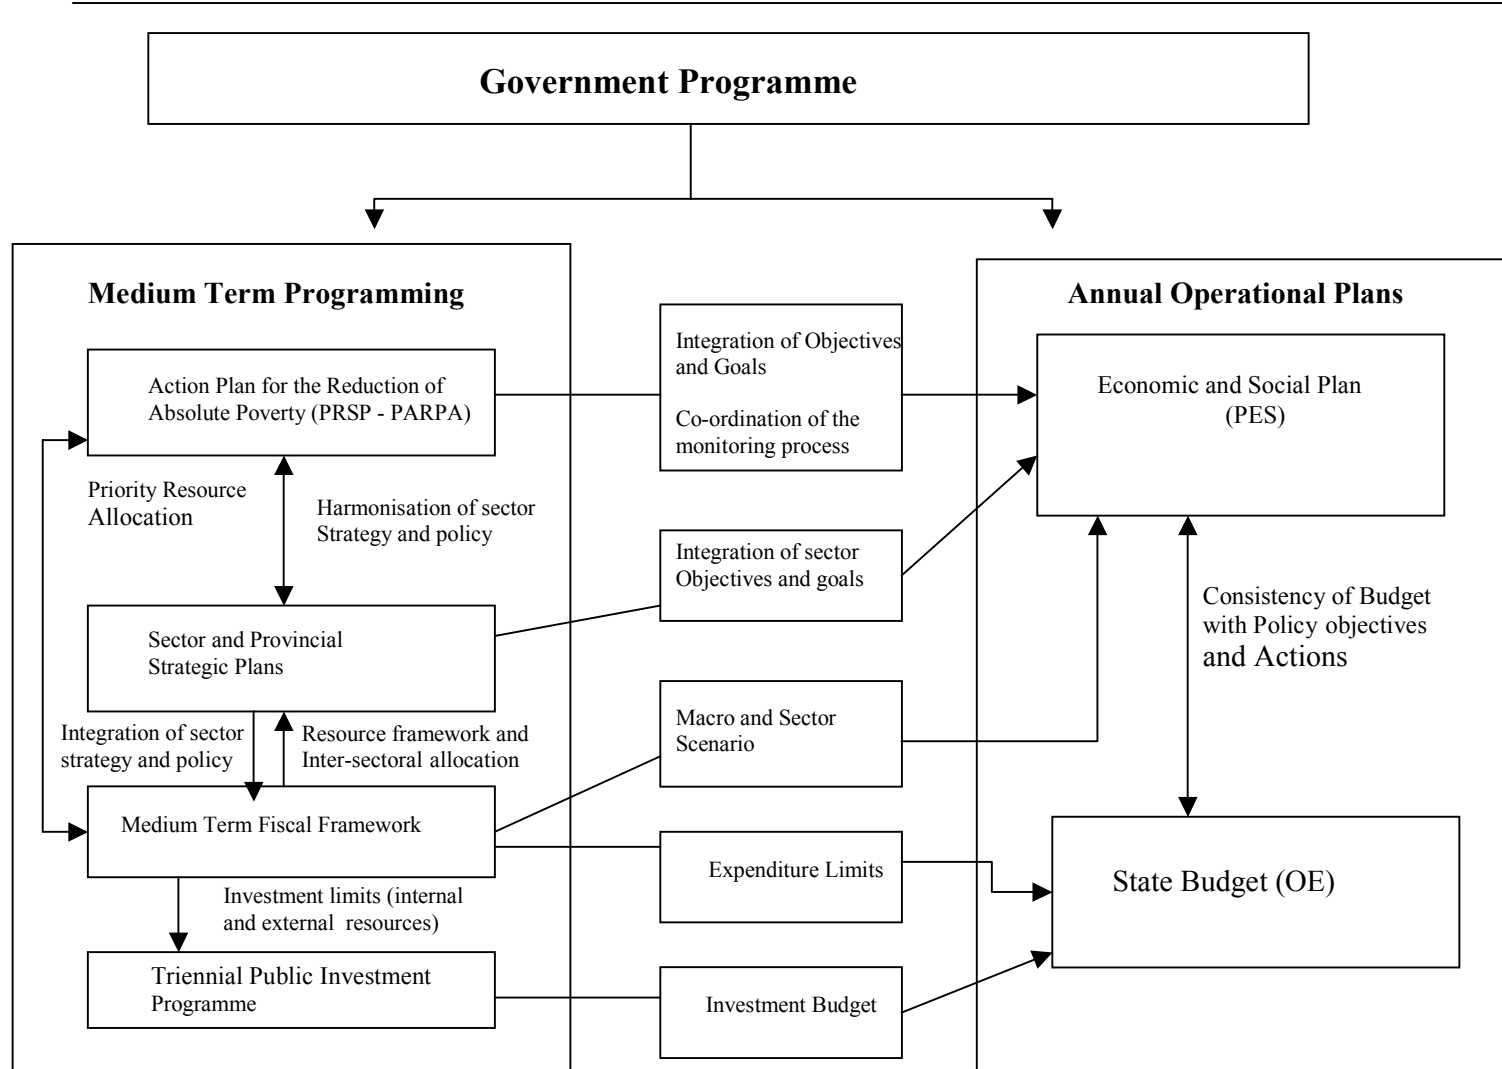 Government Programme
Medium Term Programming
Action Plan for the Reduction of
Absolute Poverty (PRSP - PARPA)
Priority Resource
Allocation
Harmonisation of sector
Strategy and policy
Sector and Provincial
Strategic Plans
Integration of sector
strategy and policy
Resource framework and
Inter-sectoral allocation
Medium Term Fiscal Framework
Investment limits (internal
and external resources)
Triennial Public Investment
Programme
Integration of Objectives
and Goals
Co-ordination of the
monitoring process
Integration of sector
Objectives and goals
Macro and Sector
Scenario
Expenditure Limits
Investment Budget
Annual Operational Plans
Economic and Social Plan
(PES)
Consistency of Budget
with Policy objectives
and Actions
State Budget (OE)